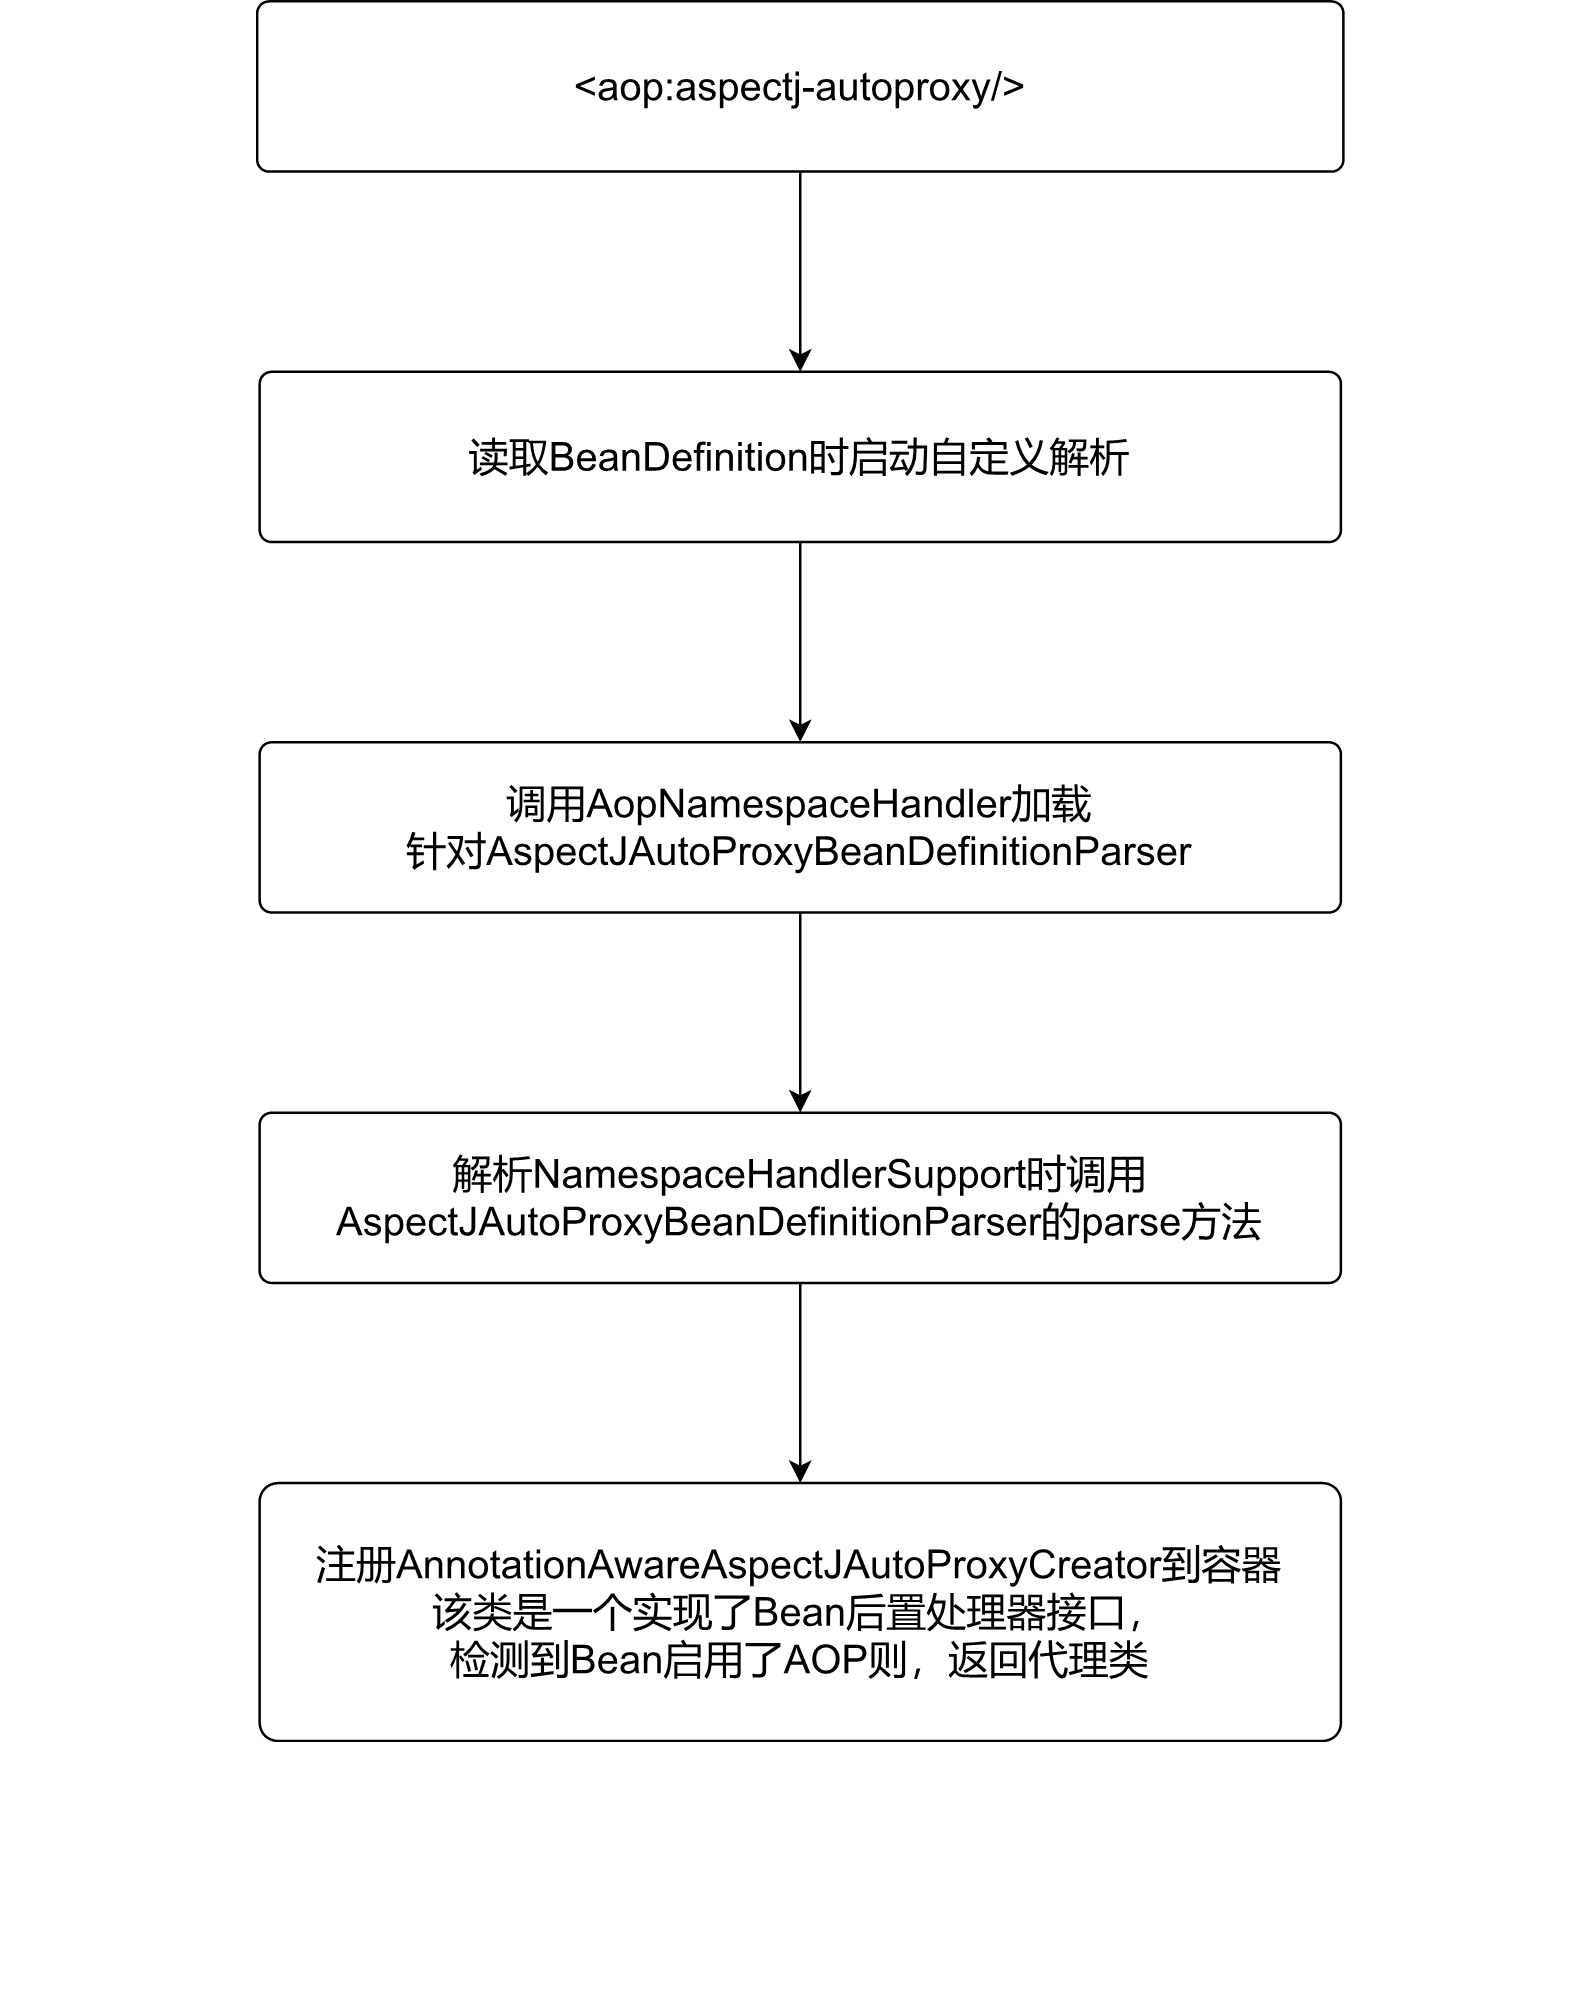 <aop:aspectj-autoproxy/>
读取BeanDefinition时启动自定义解析
调用AopNamespaceHandler加载
针对AspectJAutoProxyBeanDefinitionParser
解析NamespaceHandlerSupport时调用
AspectJAutoProxyBeanDefinitionParser的parse方法
注册AnnotationAwareAspectJAutoProxyCreator到容器
该类是一个实现了Bean后置处理器接口，
检测到Bean启用了AOP则，返回代理类